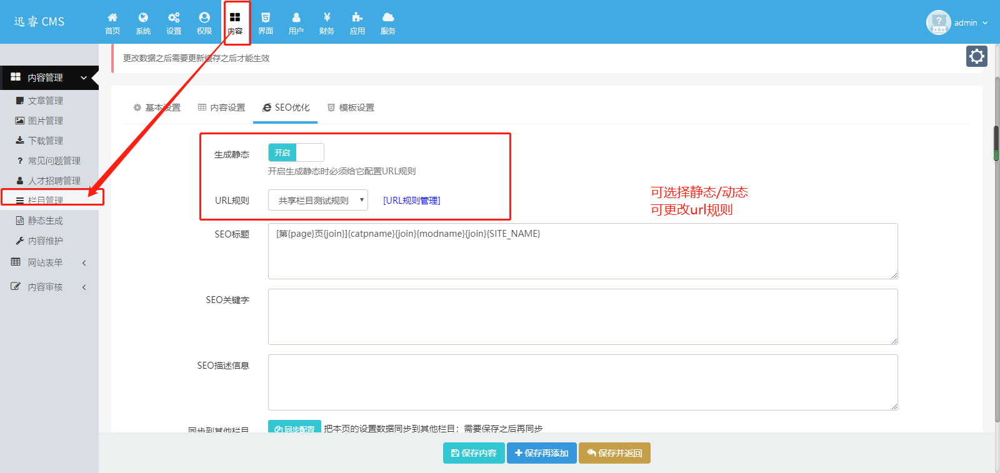 迅睿 CMS
首页
系统
设置
权限
内容
界面
用户
财务
应用
服务
admin
更改数据之后需要更新缓存之后才能生效
内容管理
文章管理
图片管理
下载管理
常见问题管理
人才招聘管理
栏目管理
静态生成
内容维护
网站表单
内容审核
基本设置
内容设置
SEO优化
模板设置
生成静态
开启
开启生成静态时必须给它配置URL规则
URL规则
共享栏目测试规则
[URL规则管理]
可选择静态/动态
可更改url规则
SEO标题
[第{page}页{join}]{catpname}{join}{modname}{join}{SITE_NAME}
SEO关键字
SEO描述信息
同步到其他栏目
同步配置
把本页的设置数据同步到其他栏目；需要保存之后再同步
保存内容
保存再添加
保存并返回